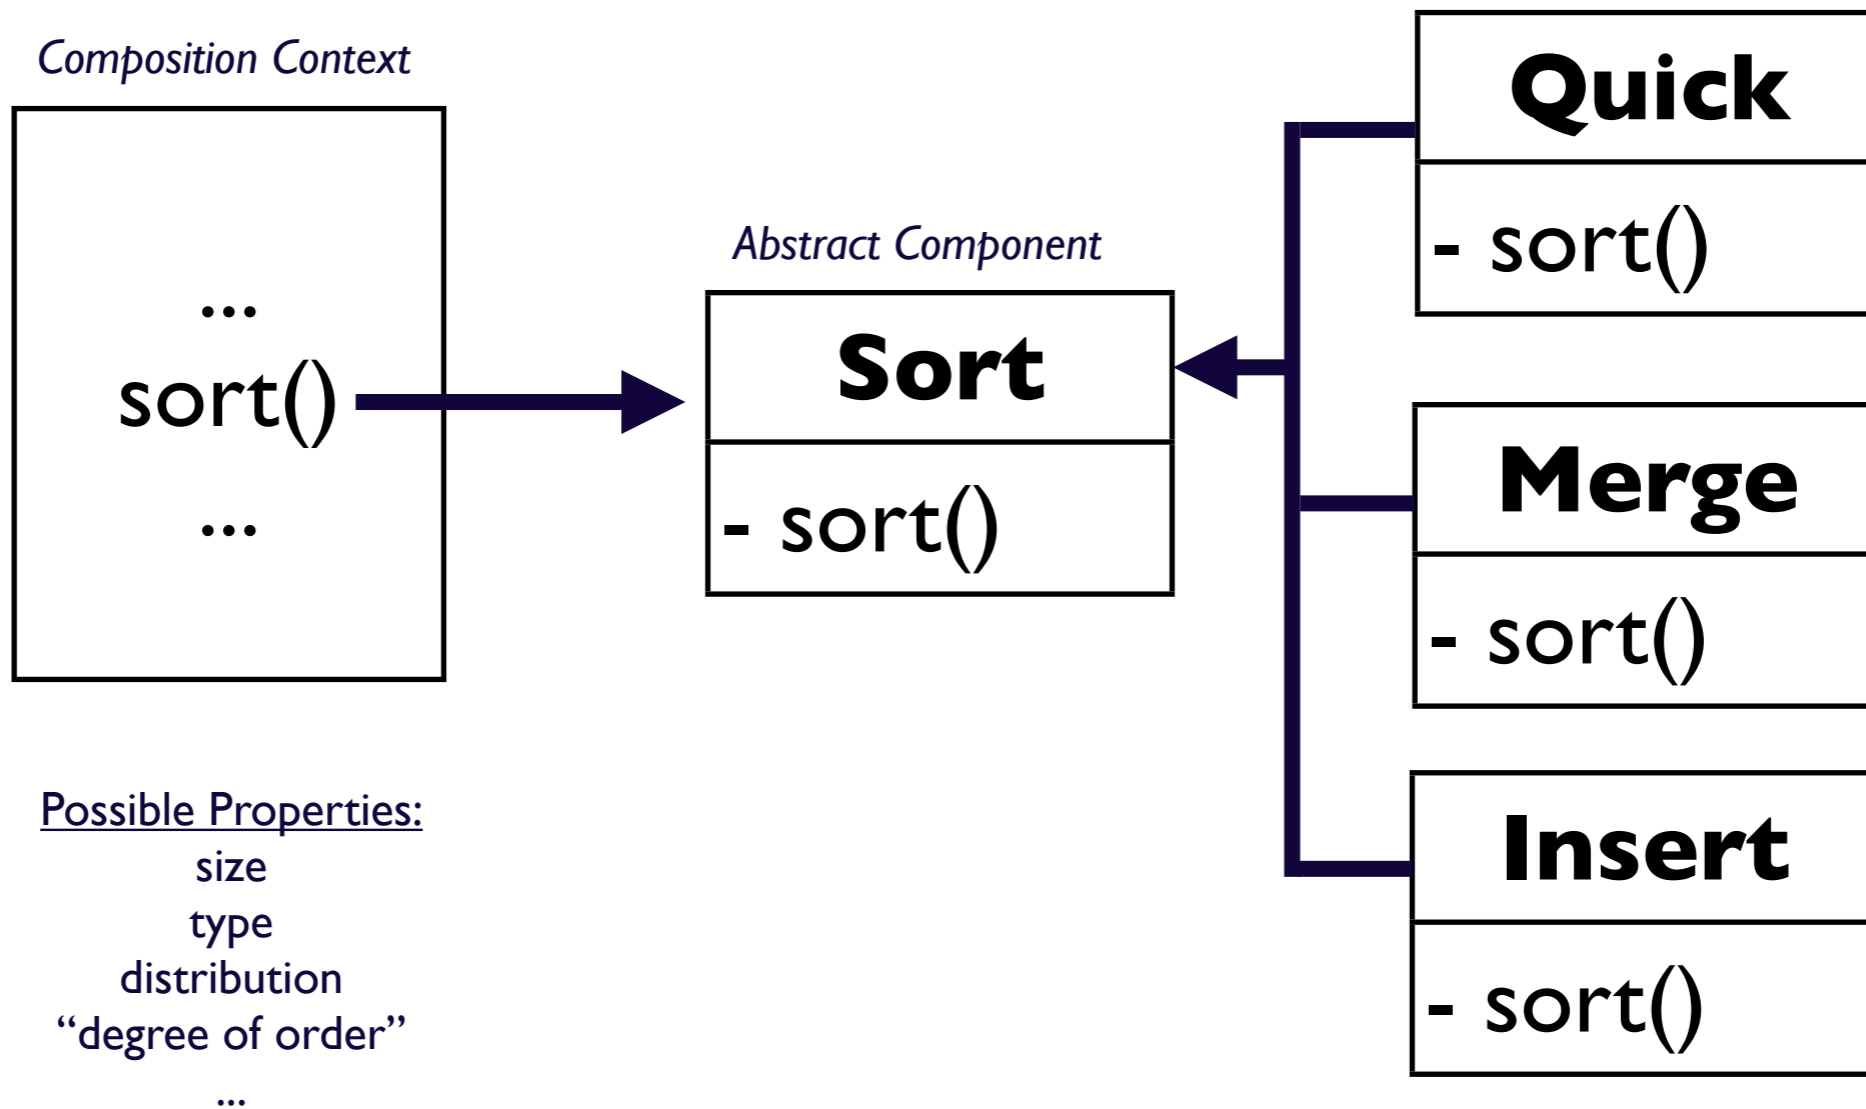 Composition Context
...
sort()
...
Possible Properties:
size
type
distribution
“degree of order”
...
Abstract Component
Sort
- sort()
Quick
- sort()
Merge
- sort()
Insert
- sort()